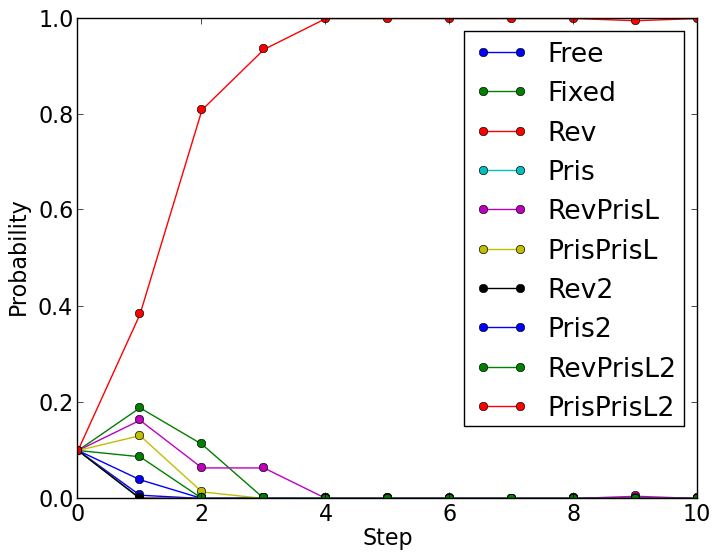 1.0
0.8
0.6
0.4
0.2
0.0
Probability
0 2 4 6 8 10
Step
Free
Fixed
Rev
Pris
RevPrisL
PrisPrisL
Rev2
Pris2
RevPrisL2
PrisPrisL2